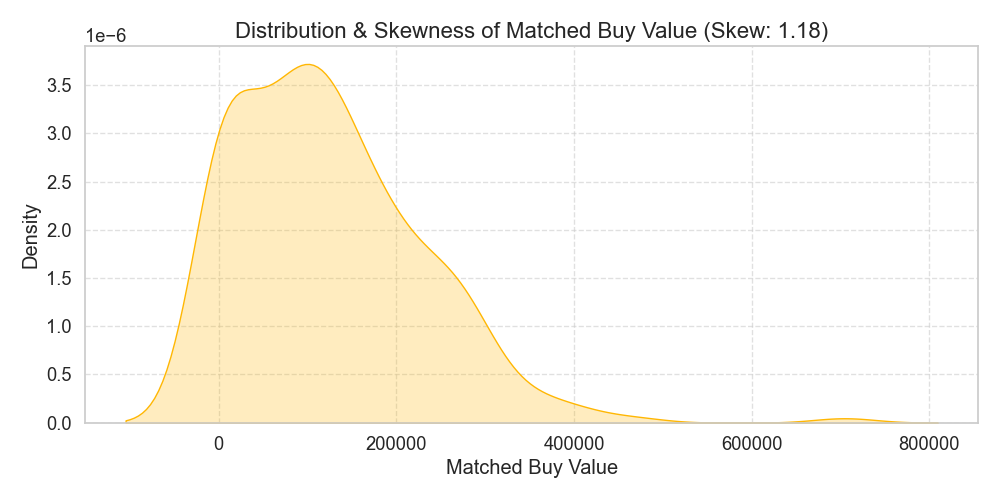 Distribution & Skewness of Matched Buy Value (Skew: 1.18)
1e−6
3.5
3.0
2.5
2.0
1.5
1.0
0.5
0.0
Density
0 200000 400000 600000 800000
Matched Buy Value